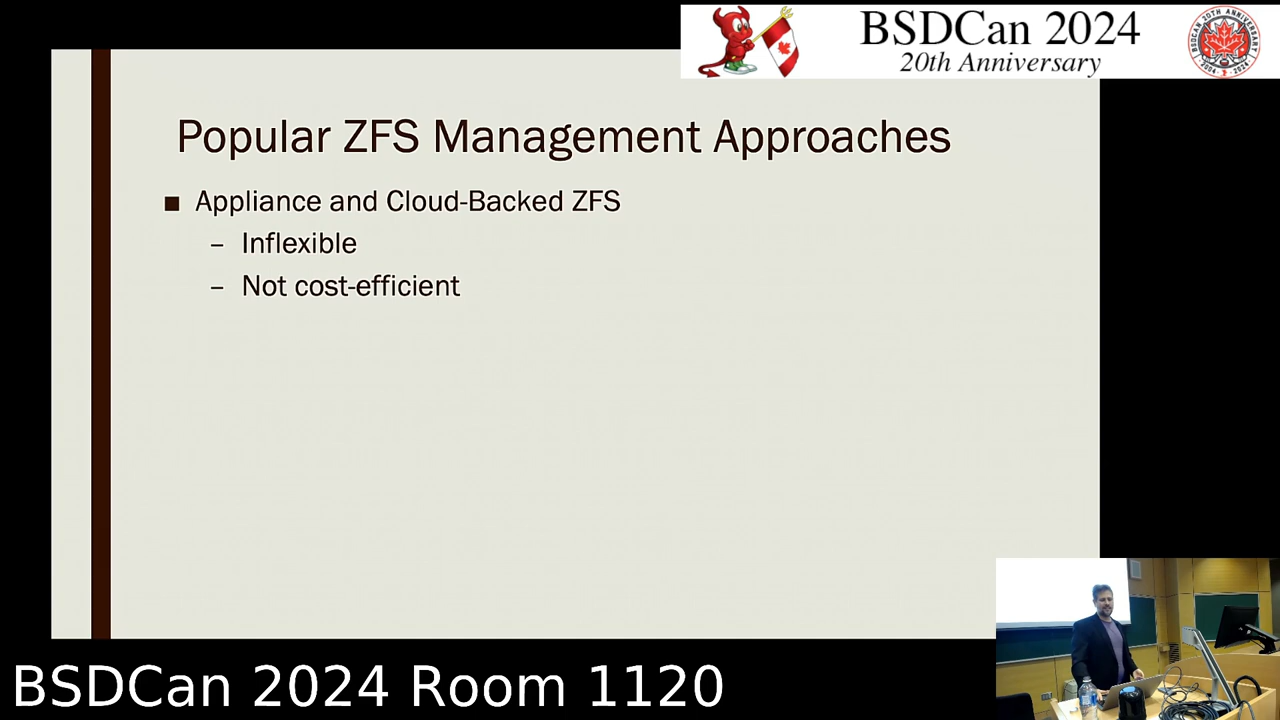 BSDCan 2024
20th Anniversary
Popular ZFS Management Approaches
■ Appliance and Cloud-Backed ZFS
– Inflexible
– Not cost-efficient
BSDCan 2024 Room 1120